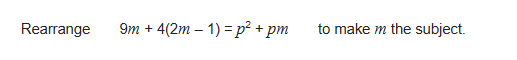 Rearrange 9m + 4(2m – 1) = p² + pm to make m the subject.